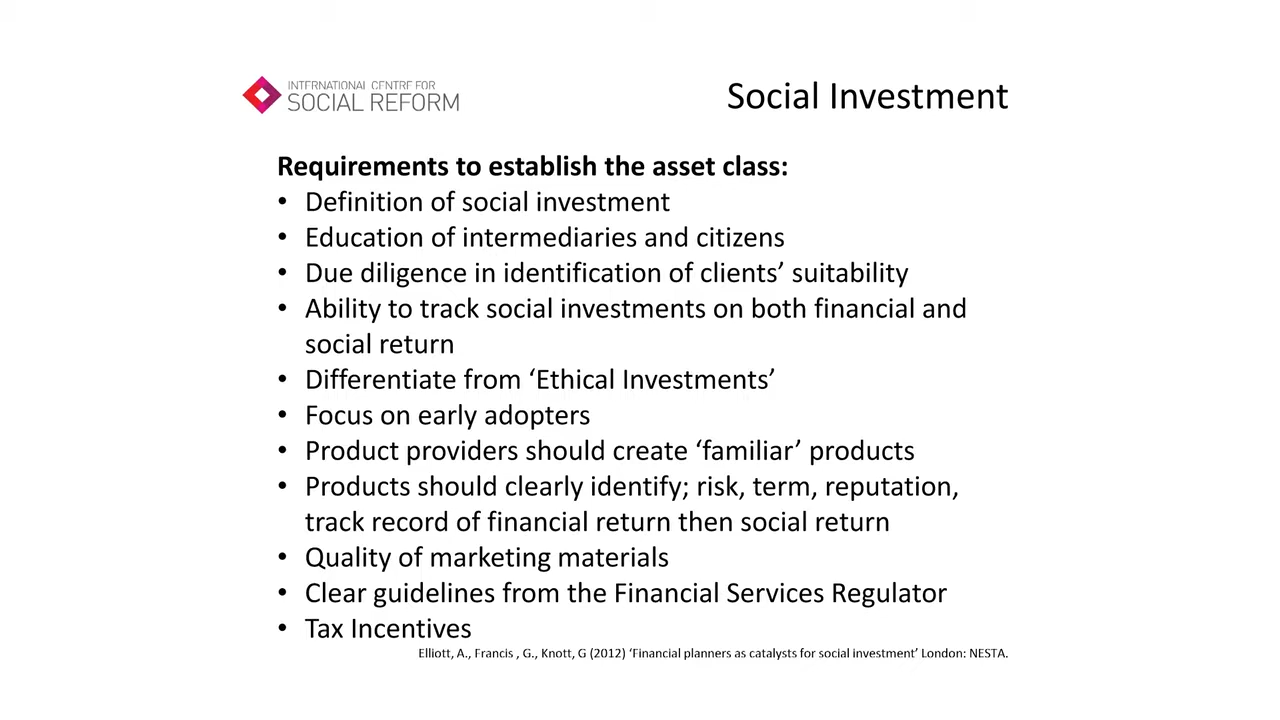 INTERNATIONAL CENTRE FOR
SOCIAL REFORM
Social Investment
Requirements to establish the asset class:
• Definition of social investment
• Education of intermediaries and citizens
• Due diligence in identification of clients’ suitability
• Ability to track social investments on both financial and
social return
• Differentiate from ‘Ethical Investments’
• Focus on early adopters
• Product providers should create ‘familiar’ products
• Products should clearly identify; risk, term, reputation,
track record of financial return then social return
• Quality of marketing materials
• Clear guidelines from the Financial Services Regulator
• Tax Incentives
Elliott, A., Francis , G., Knott, G (2012) ‘Financial planners as catalysts for social investment’ London: NESTA.